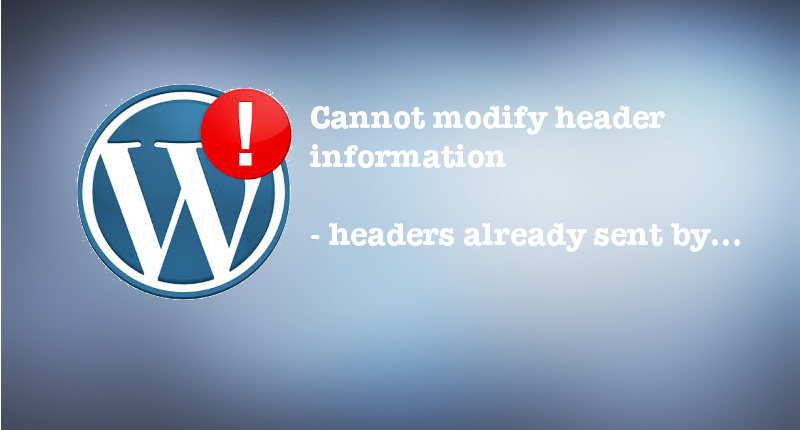 Cannot modify header
information
- headers already sent by...